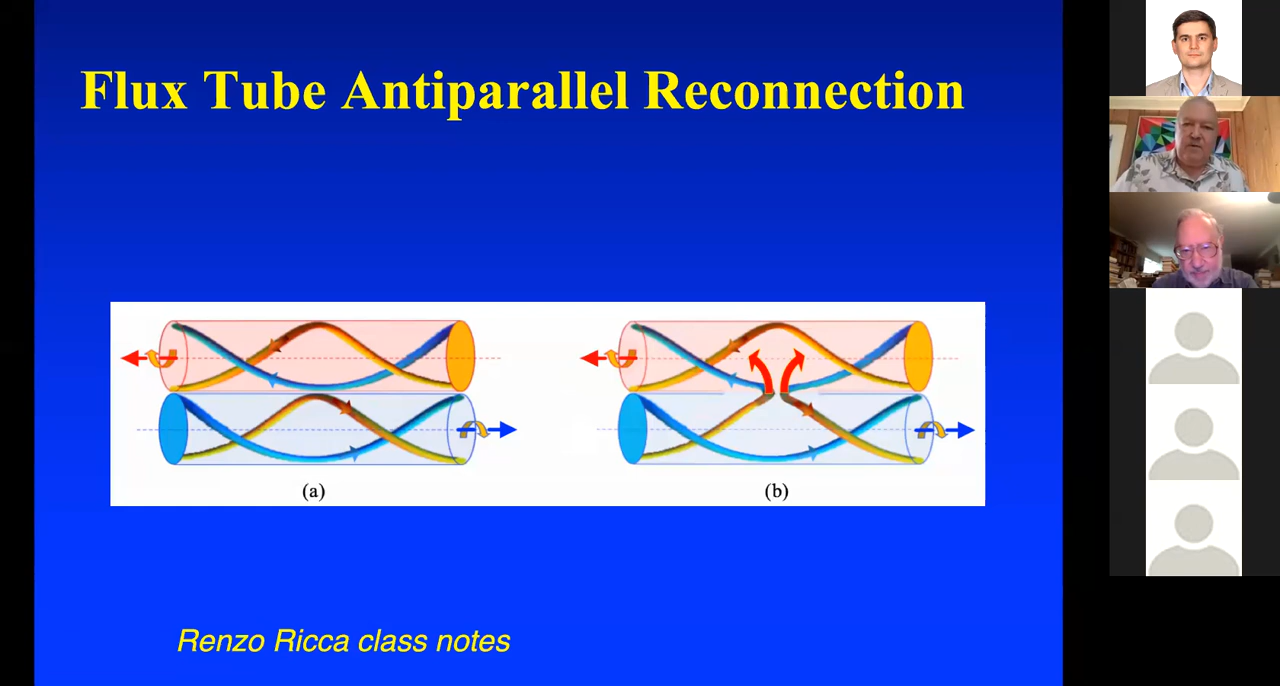 Flux Tube Antiparallel Reconnection
(a)
(b)
Renzo Ricca class notes